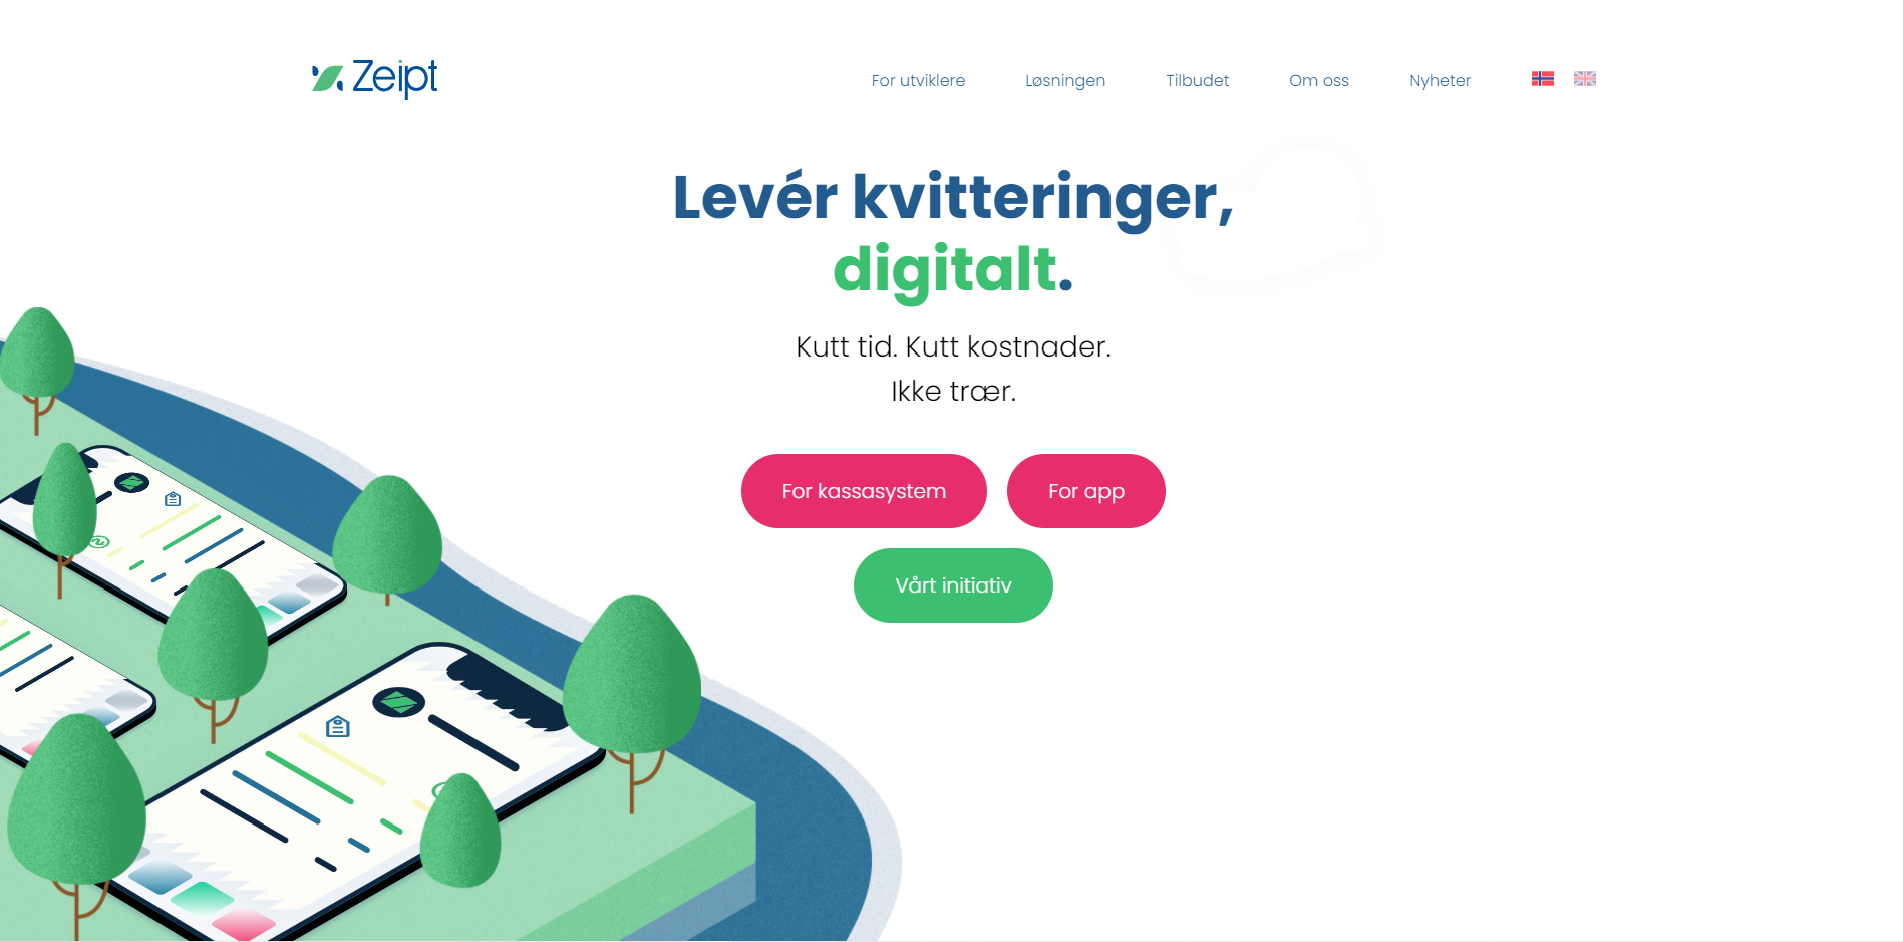 Zeipt
For utviklere
Løsningen
Tilbudet
Om oss
Nyheter
Levér kvitteringer,
digitalt.
Kutt tid. Kutt kostnader.
Ikke trær.
For kassasystem
For app
Vårt initiativ